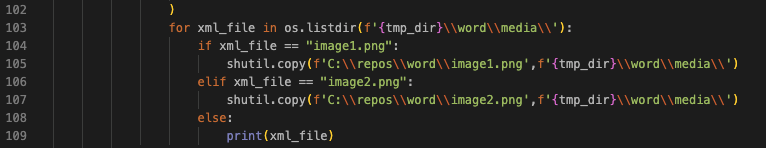 102                 )
103                 for xml_file in os.listdir(f'{tmp_dir}\\word\\media\\'):
104                     if xml_file == "image1.png":
105                         shutil.copy(f'C:\\repos\\word\\image1.png',f'{tmp_dir}\\word\\media\\')
106                     elif xml_file == "image2.png":
107                         shutil.copy(f'C:\\repos\\word\\image2.png',f'{tmp_dir}\\word\\media\\')
108                     else:
109                         print(xml_file)